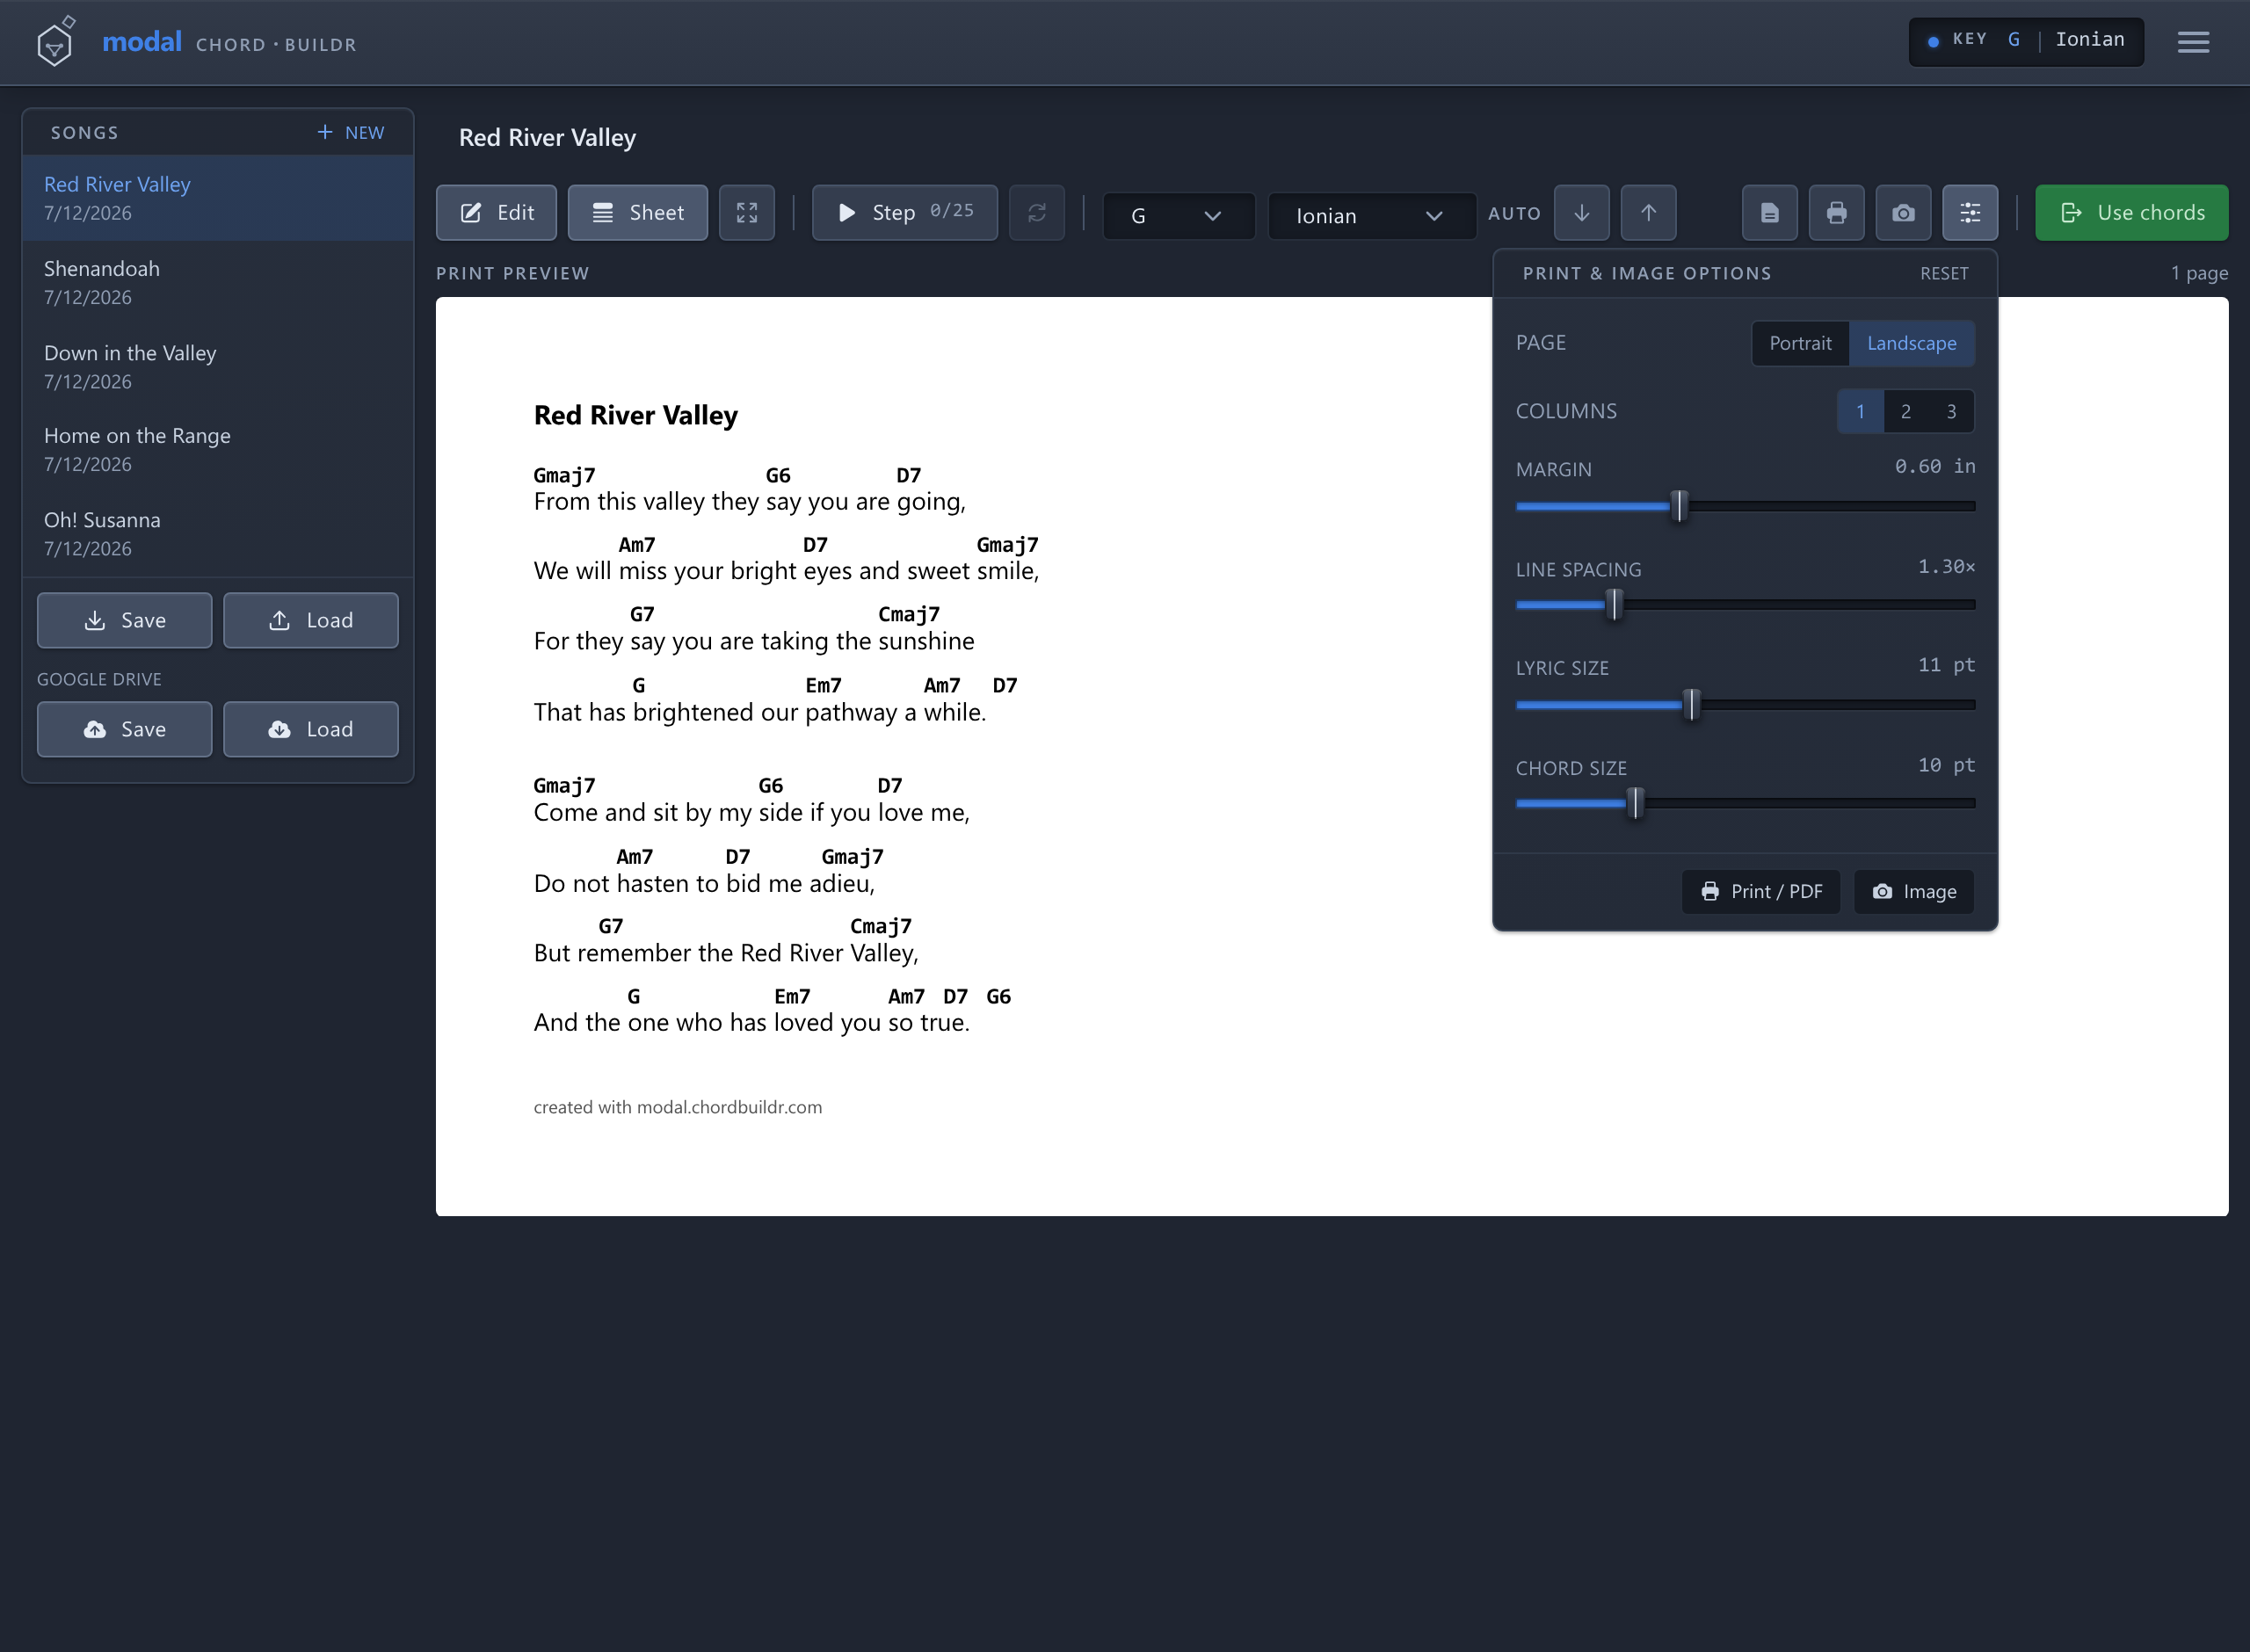 modal CHORD · BUILDR
KEY G | Ionian
SONGS
+ NEW
Red River Valley
7/12/2026
Shenandoah
7/12/2026
Down in the Valley
7/12/2026
Home on the Range
7/12/2026
Oh! Susanna
7/12/2026
Save
Load
GOOGLE DRIVE
Save
Load
Red River Valley
Edit
Sheet
Step 0/25
G
Ionian
AUTO
Use chords
PRINT PREVIEW
1 page
Red River Valley
Gmaj7 G6 D7
From this valley they say you are going,
Am7 D7 Gmaj7
We will miss your bright eyes and sweet smile,
G7 Cmaj7
For they say you are taking the sunshine
G Em7 Am7 D7
That has brightened our pathway a while.
Gmaj7 G6 D7
Come and sit by my side if you love me,
Am7 D7 Gmaj7
Do not hasten to bid me adieu,
G7 Cmaj7
But remember the Red River Valley,
G Em7 Am7 D7 G6
And the one who has loved you so true.
created with modal.chordbuildr.com
PRINT & IMAGE OPTIONS
RESET
PAGE
Portrait
Landscape
COLUMNS
1 2 3
MARGIN
0.60 in
LINE SPACING
1.30×
LYRIC SIZE
11 pt
CHORD SIZE
10 pt
Print / PDF
Image